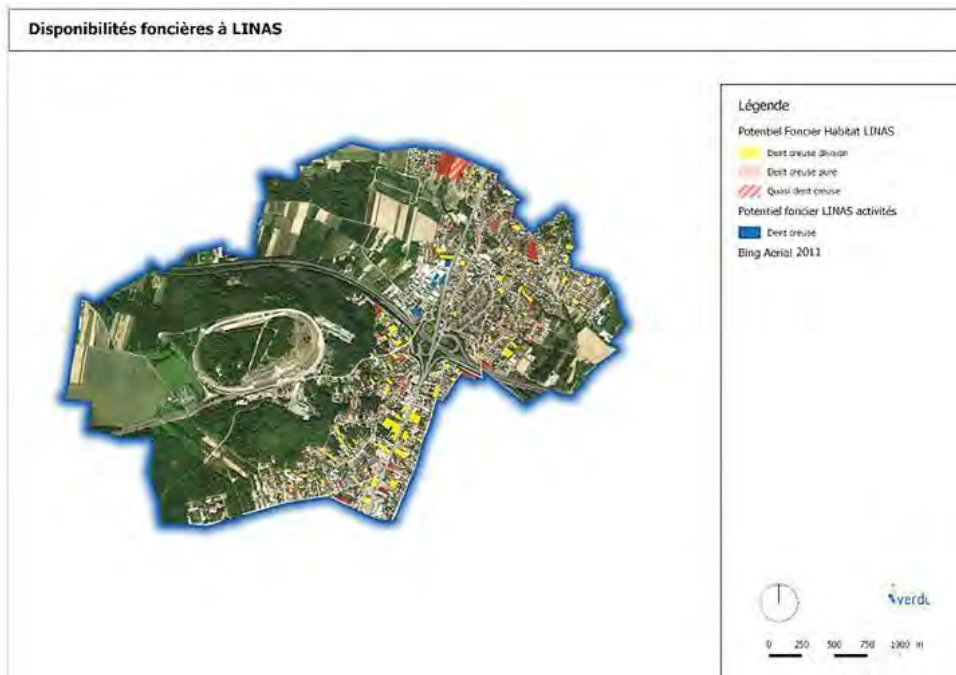 Disponibilités foncières à LINAS
Légende
Potentiel Foncier Habitat LINAS
Dent creuse division
Dent creuse pure
Quasi dent creuse
Potentiel foncier LINAS activités
Dent creuse
Bing Aerial 2011
verdi
0 250 500 750 1000 m